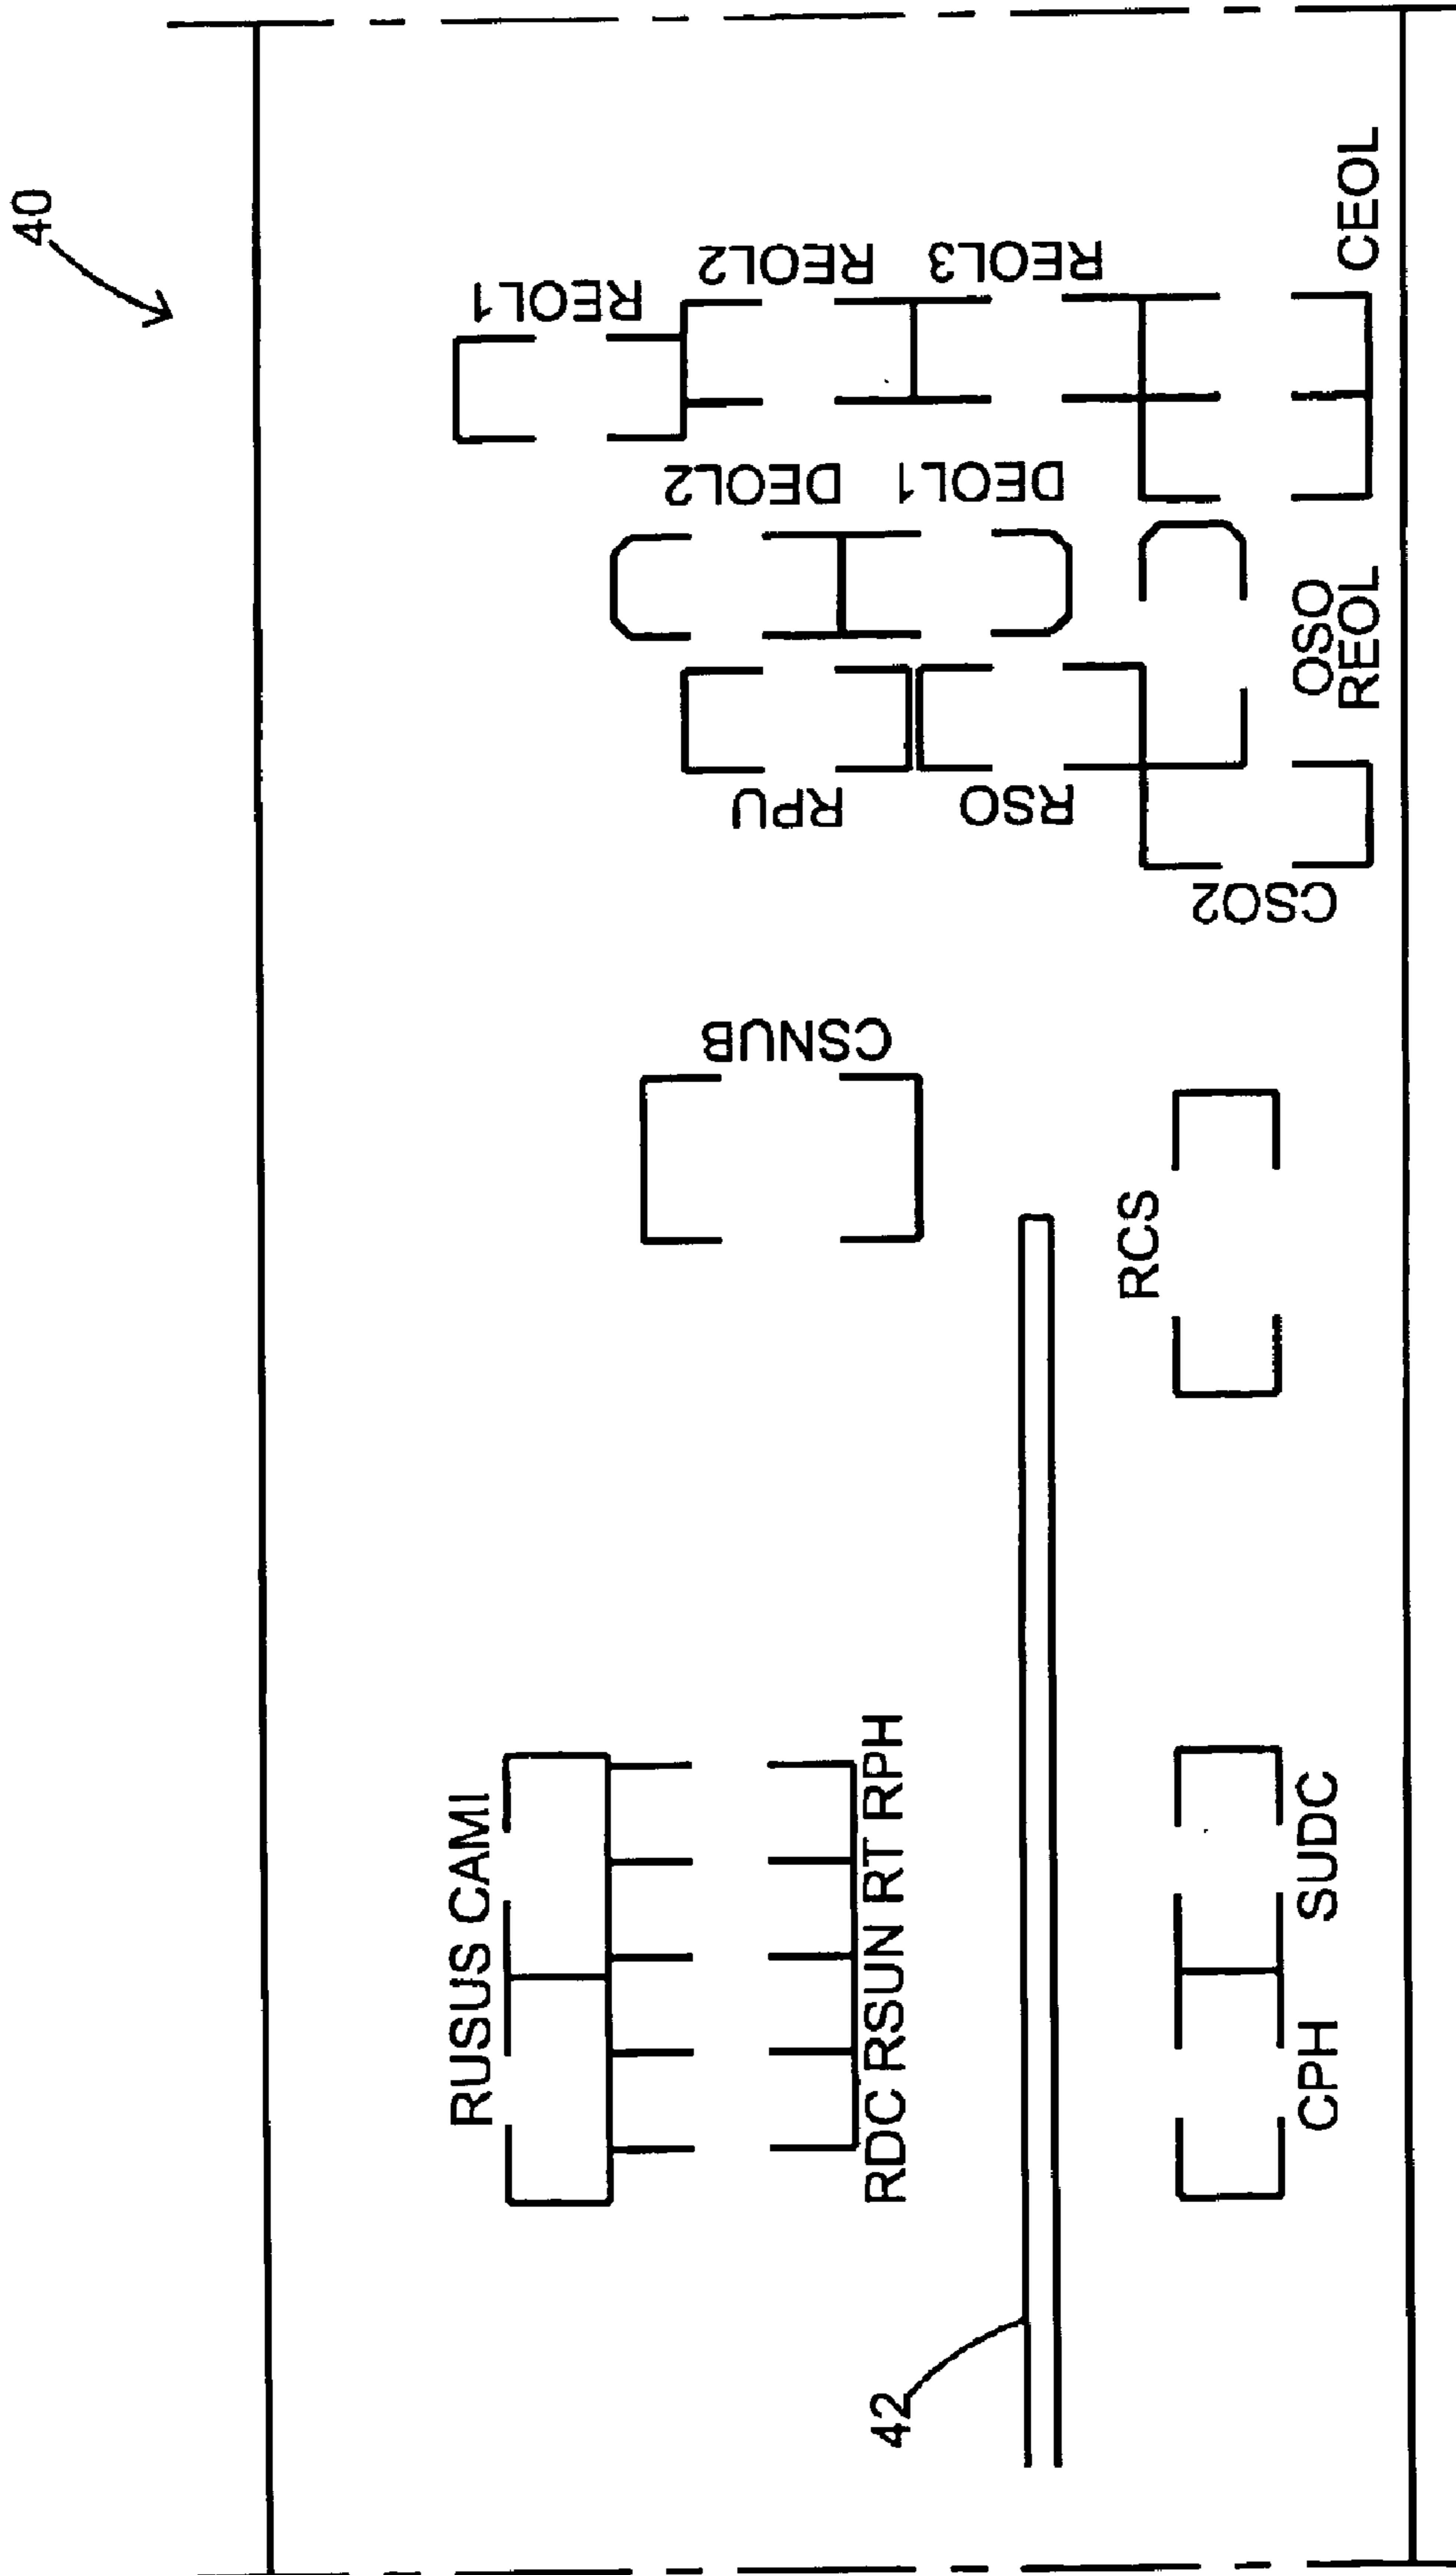 40
REOL1
REOL2
REOL3
CEOL
DEOL2
DEOL1
OSO
REOL
RPU
RSO
CSO2
CSNUB
RCS
RUSUS CAMI
RDC RSUN RT RPH
SUDC
CPH
42